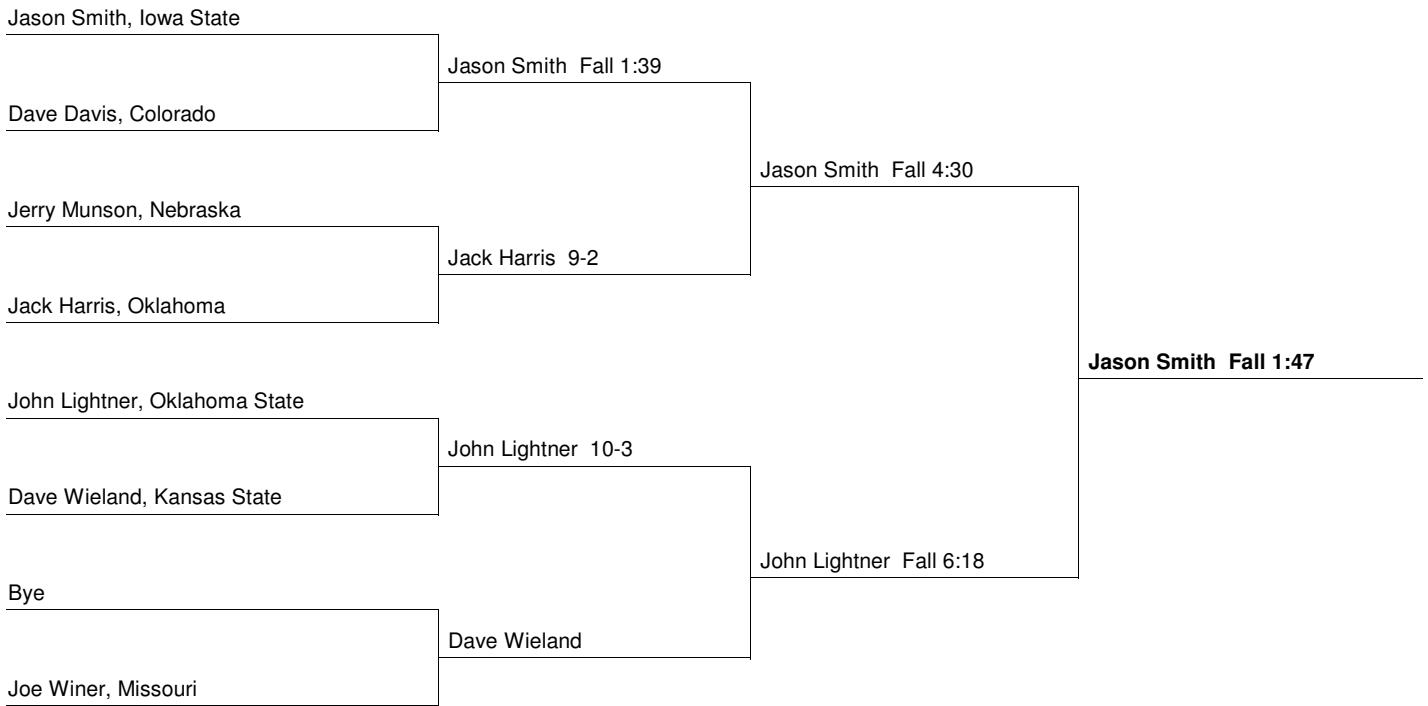 Jason Smith, Iowa State
Jason Smith  Fall 1:39
Dave Davis, Colorado
Jason Smith  Fall 4:30
Jerry Munson, Nebraska
Jack Harris  9-2
Jack Harris, Oklahoma
Jason Smith  Fall 1:47
John Lightner, Oklahoma State
John Lightner  10-3
Dave Wieland, Kansas State
John Lightner  Fall 6:18
Bye
Dave Wieland
Joe Winer, Missouri